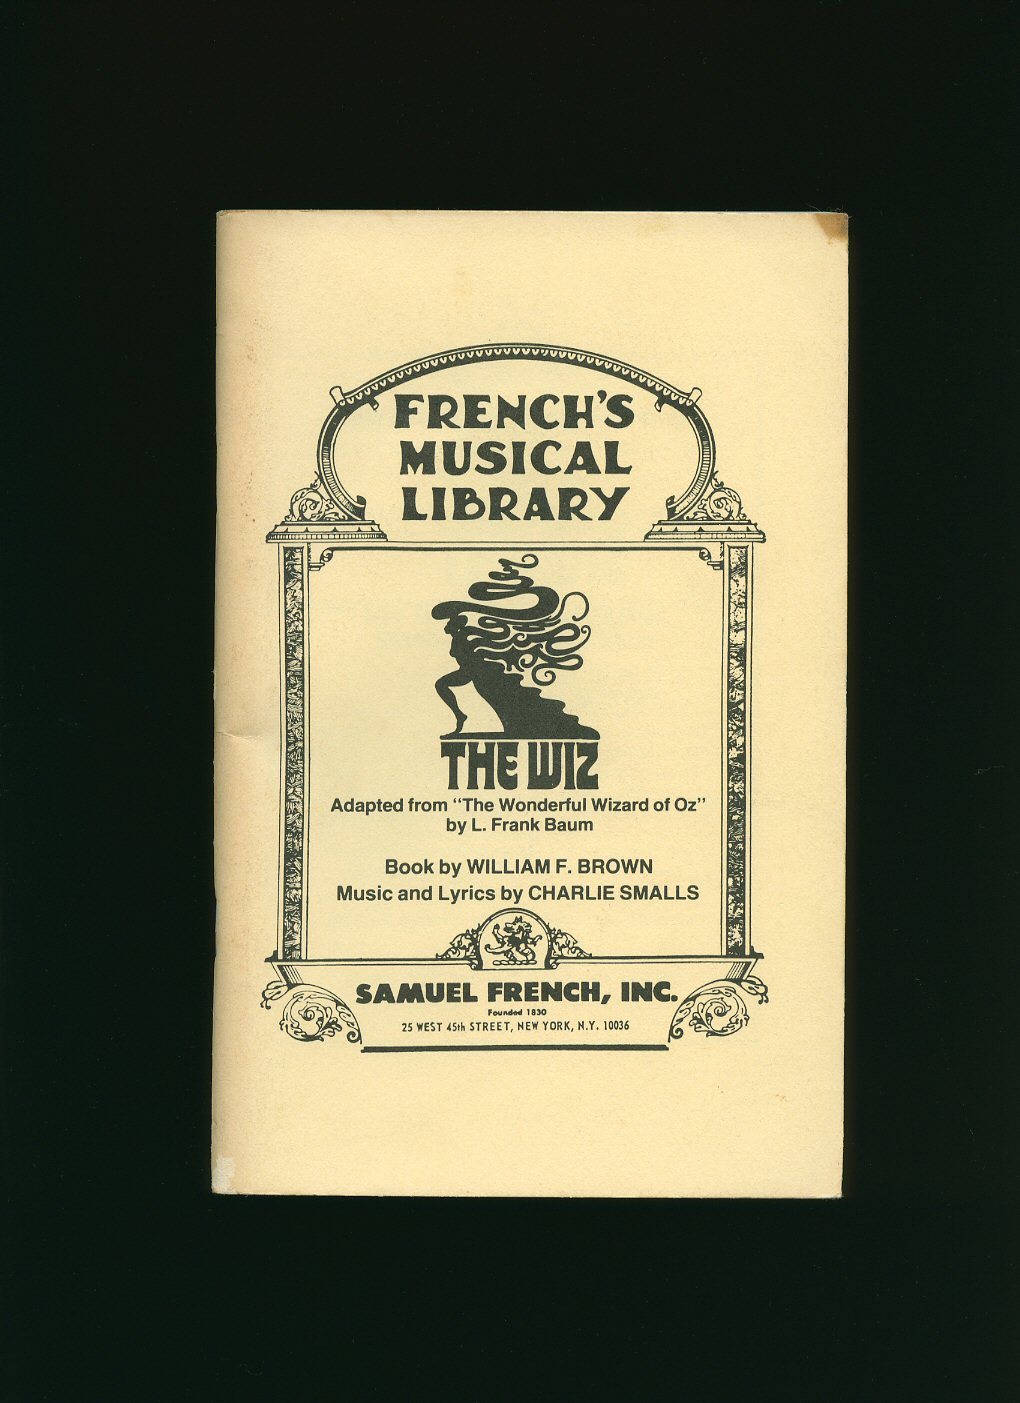 FRENCH'S
MUSICAL
LIBRARY
THE WIZ
Adapted from “The Wonderful Wizard of Oz”
by L. Frank Baum
Book by WILLIAM F. BROWN
Music and Lyrics by CHARLIE SMALLS
SAMUEL FRENCH, INC.
Founded 1830
25 WEST 45th STREET, NEW YORK, N.Y. 10036